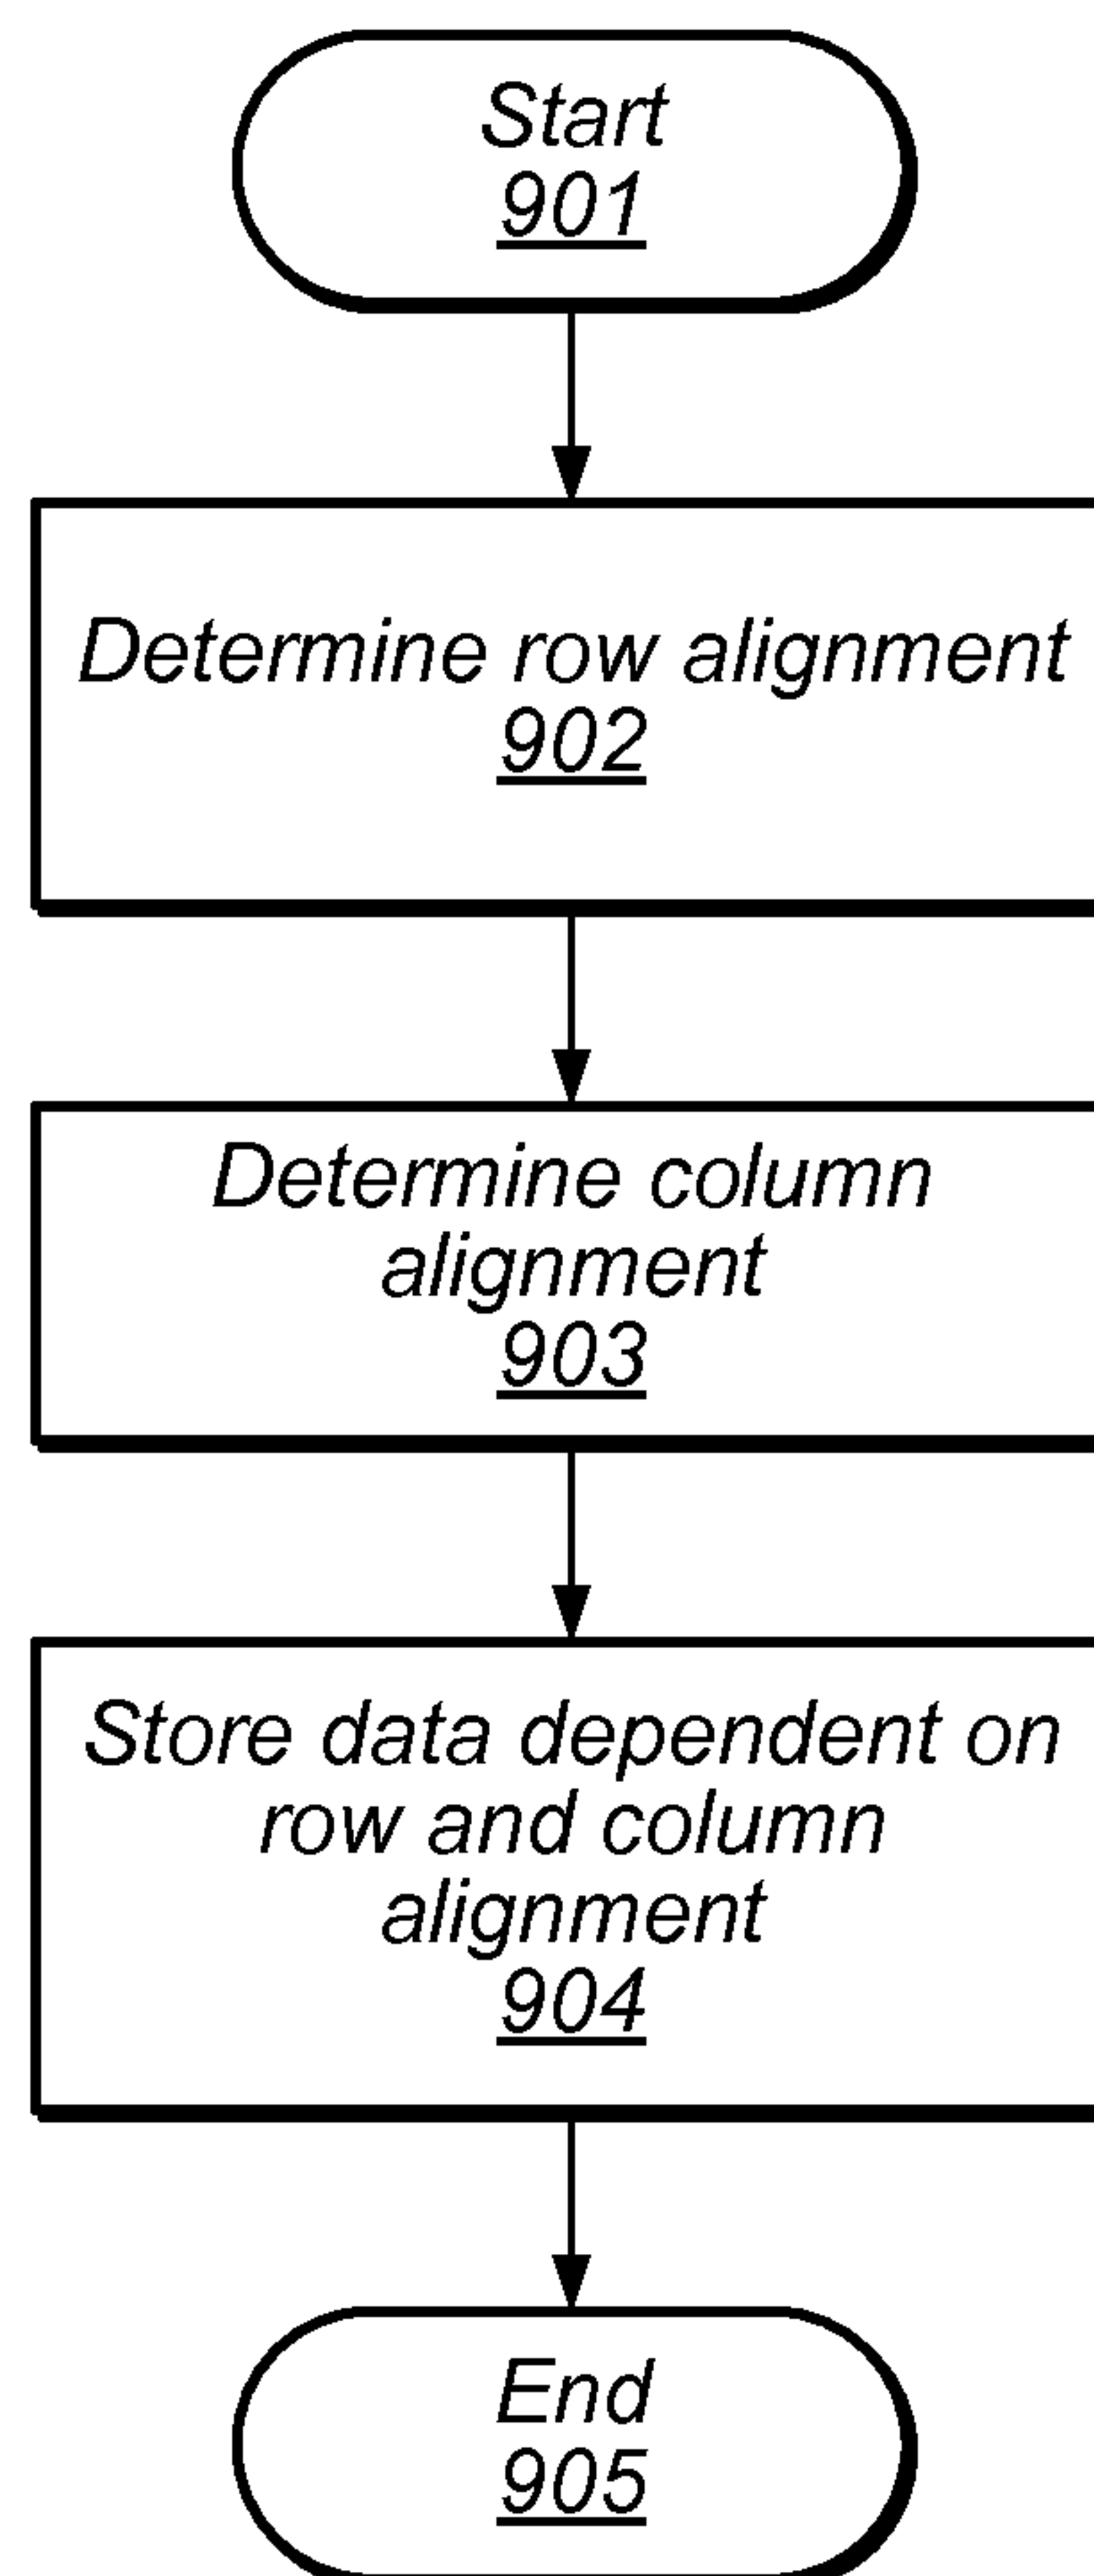 Start
901
Determine row alignment
902
Determine column
alignment
903
Store data dependent on
row and column
alignment
904
End
905